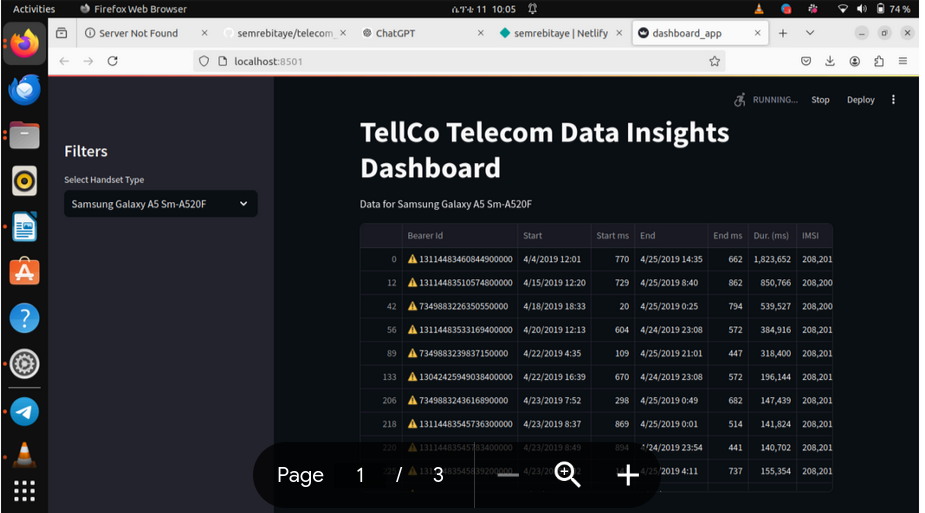 Activities Firefox Web Browser ሴፕቴ 11 10:05 74 %
Server Not Found semrebitaye/telecom_ ChatGPT semrebitaye | Netlify dashboard_app
localhost:8501
RUNNING... Stop Deploy
Filters
Select Handset Type
Samsung Galaxy A5 Sm-A520F
TellCo Telecom Data Insights
Dashboard
Data for Samsung Galaxy A5 Sm-A520F
Bearer Id Start Start ms End End ms Dur. (ms) IMSI
0 13114483460844900000 4/4/2019 12:01 770 4/25/2019 14:35 662 1,823,652 208,201
12 13114483510574800000 4/15/2019 12:20 729 4/25/2019 8:40 862 850,766 208,200
42 7349883226350550000 4/18/2019 18:33 20 4/25/2019 0:25 794 539,527 208,200
56 13114483533169400000 4/20/2019 12:13 604 4/24/2019 23:08 572 384,916 208,201
89 7349883239837150000 4/22/2019 4:35 109 4/25/2019 21:01 447 318,400 208,201
133 13042425949038400000 4/22/2019 16:39 670 4/24/2019 23:08 572 196,144 208,201
206 7349883243616890000 4/23/2019 7:52 298 4/25/2019 0:49 682 147,439 208,201
218 13114483545736300000 4/23/2019 8:37 869 4/25/2019 0:01 514 141,824 208,201
220 4/23/2019 8:49 894 4/24/2019 23:54 441 140,702 208,201
4/25/2019 4:11 737 155,354 208,201
Page 1 / 3